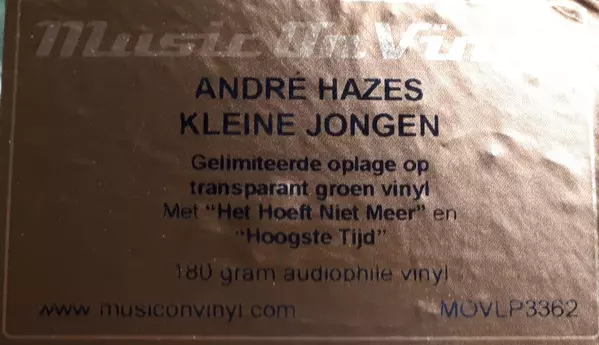 Music On Vinyl
ANDRÉ HAZES
KLEINE JONGEN
Gelimiteerde oplage op
transparant groen vinyl
Met “Het Hoeft Niet Meer” en
“Hoogste Tijd”
180 gram audiophile vinyl
www.musiconvinyl.com MOVLP3362